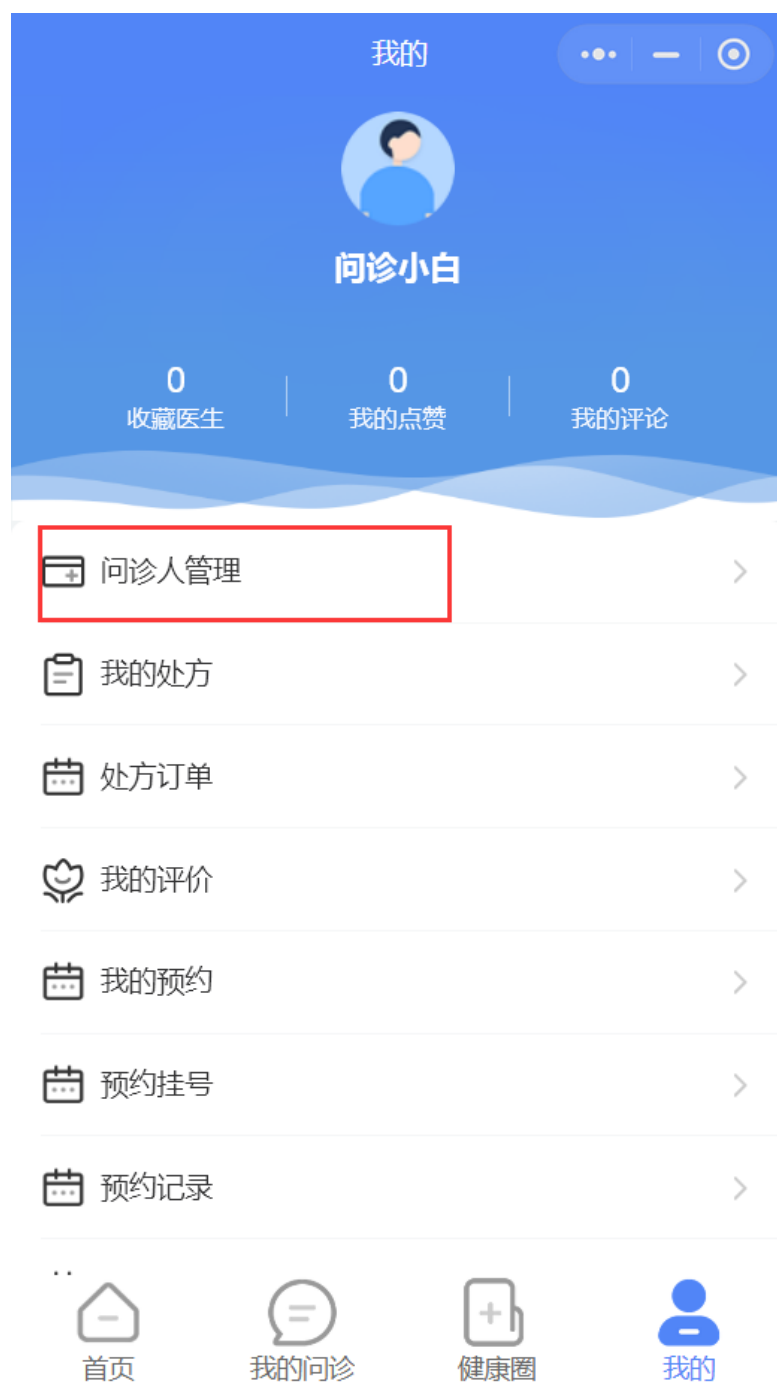 我的
问诊小白
0 0 0
收藏医生 我的点赞 我的评论
问诊人管理
我的处方
处方订单
我的评价
我的预约
预约挂号
预约记录
首页 我的问诊 健康圈 我的